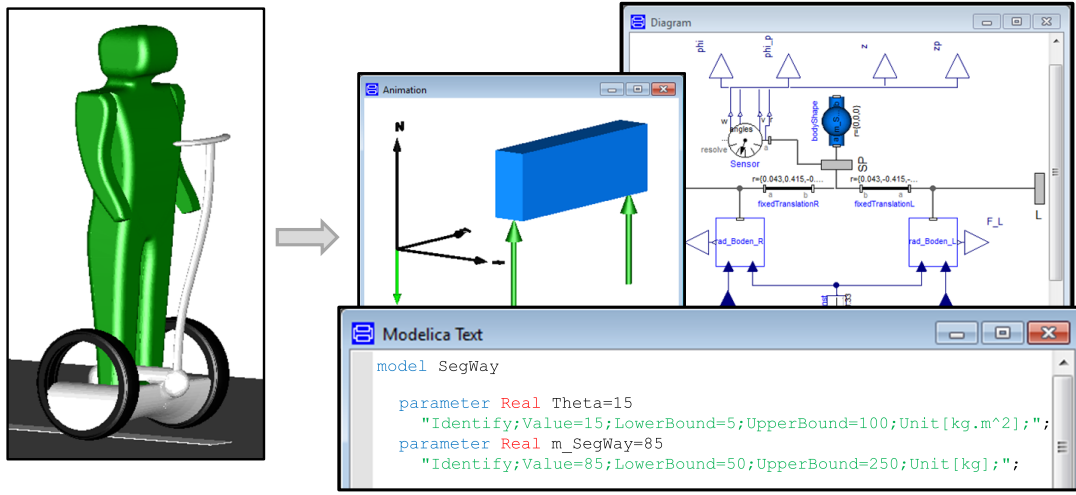 Diagram
phi
phi_p
z
zp
w
v
r
angles
resolve
a
Sensor
bodyShape
r={0,0,0}
SP
r={0.043,0.415,-0....
a
b
fixedTranslationR
r={0.043,-0.415,-...
b
a
fixedTranslationL
L
rad_Boden_R
rad_Boden_L
F_L
Animation
N
Modelica Text
model SegWay
parameter Real Theta=15
"Identify;Value=15;LowerBound=5;UpperBound=100;Unit[kg.m^2];";
parameter Real m_SegWay=85
"Identify;Value=85;LowerBound=50;UpperBound=250;Unit[kg];";